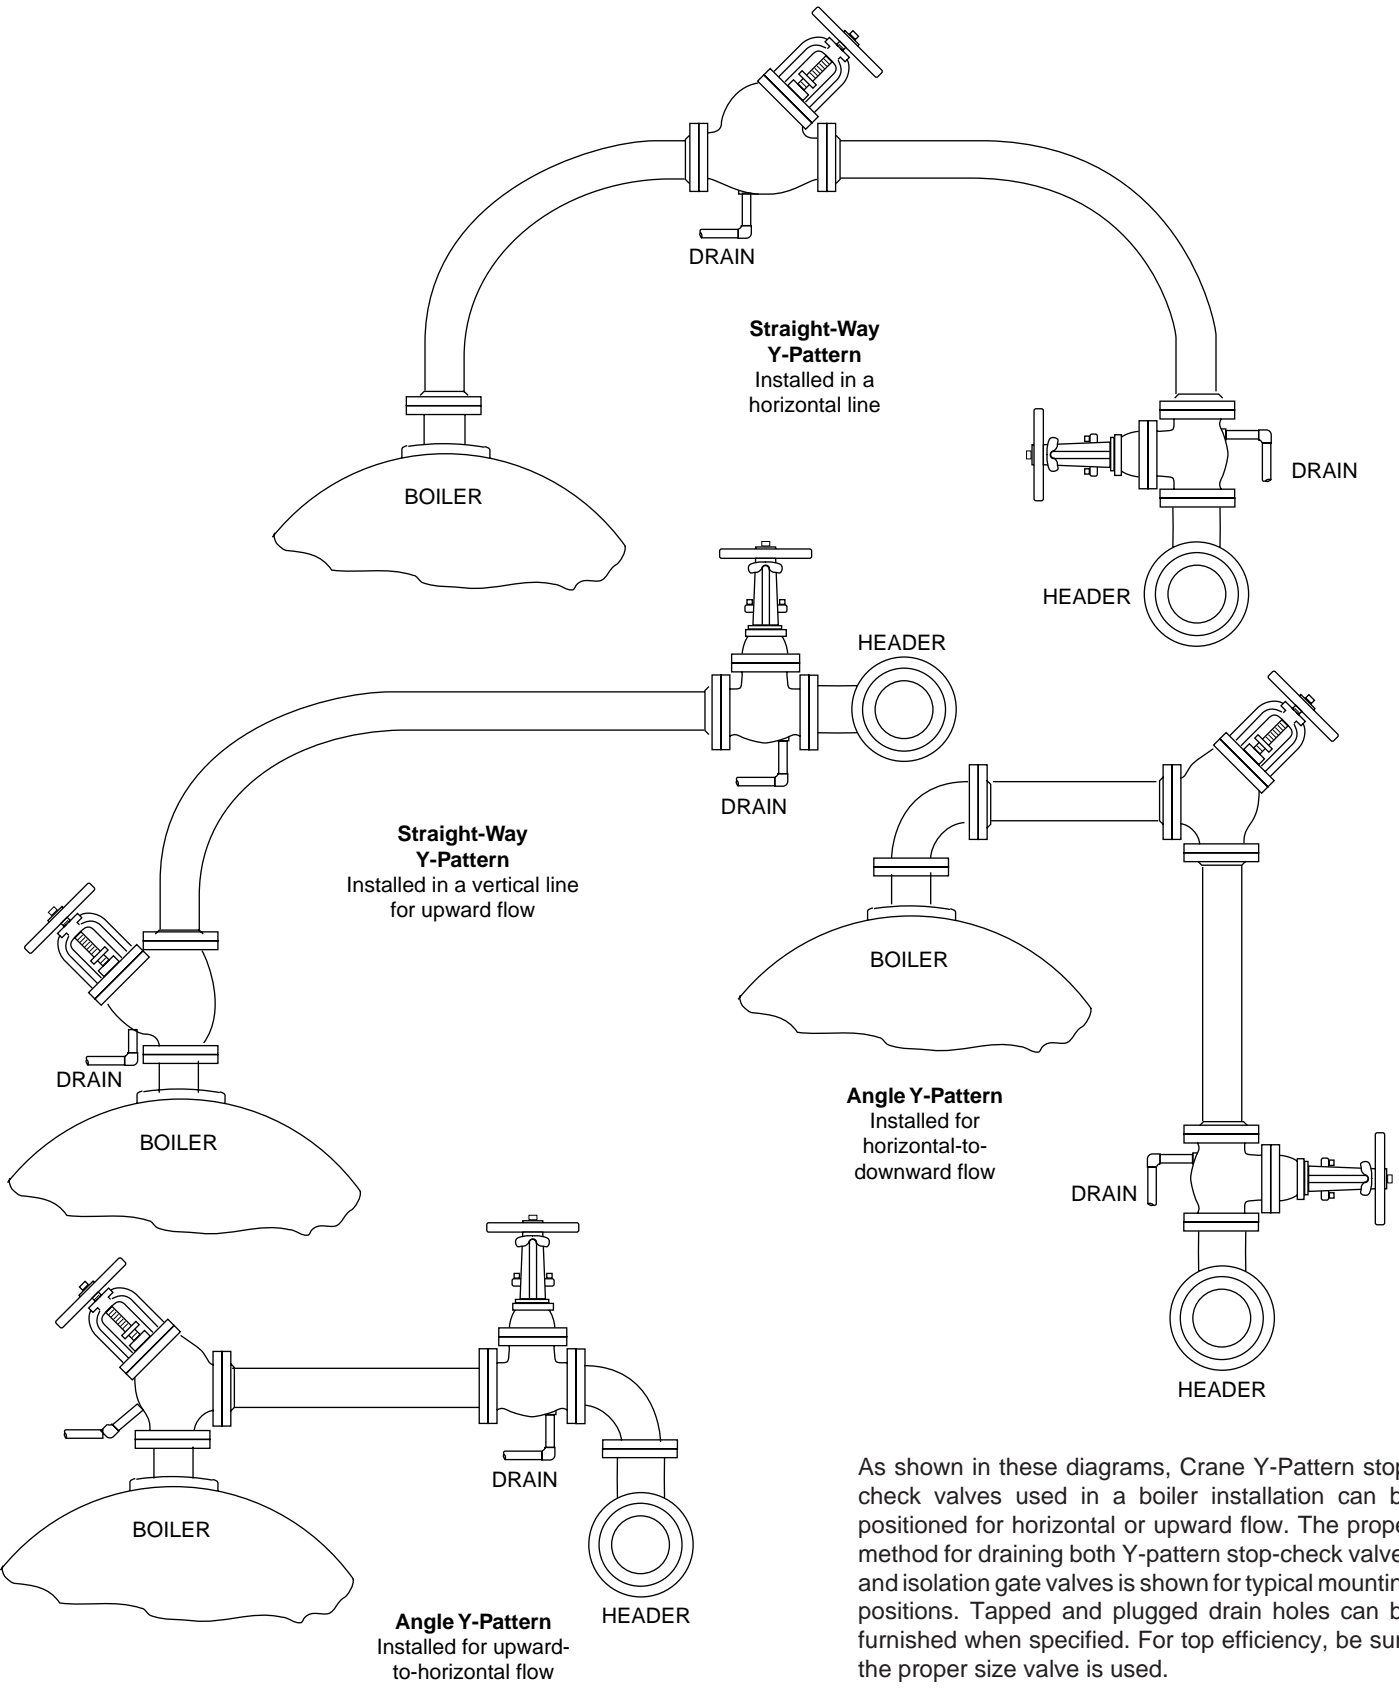 DRAIN
Straight-Way
Y-Pattern
Installed in a
horizontal line
BOILER
DRAIN
HEADER
HEADER
DRAIN
Straight-Way
Y-Pattern
Installed in a vertical line
for upward flow
DRAIN
BOILER
BOILER
Angle Y-Pattern
Installed for
horizontal-to-
downward flow
DRAIN
HEADER
DRAIN
BOILER
HEADER
Angle Y-Pattern
Installed for upward-
to-horizontal flow
As shown in these diagrams, Crane Y-Pattern stop
check valves used in a boiler installation can b
positioned for horizontal or upward flow. The prope
method for draining both Y-pattern stop-check valve
and isolation gate valves is shown for typical mountin
positions. Tapped and plugged drain holes can b
furnished when specified. For top efficiency, be sur
the proper size valve is used.